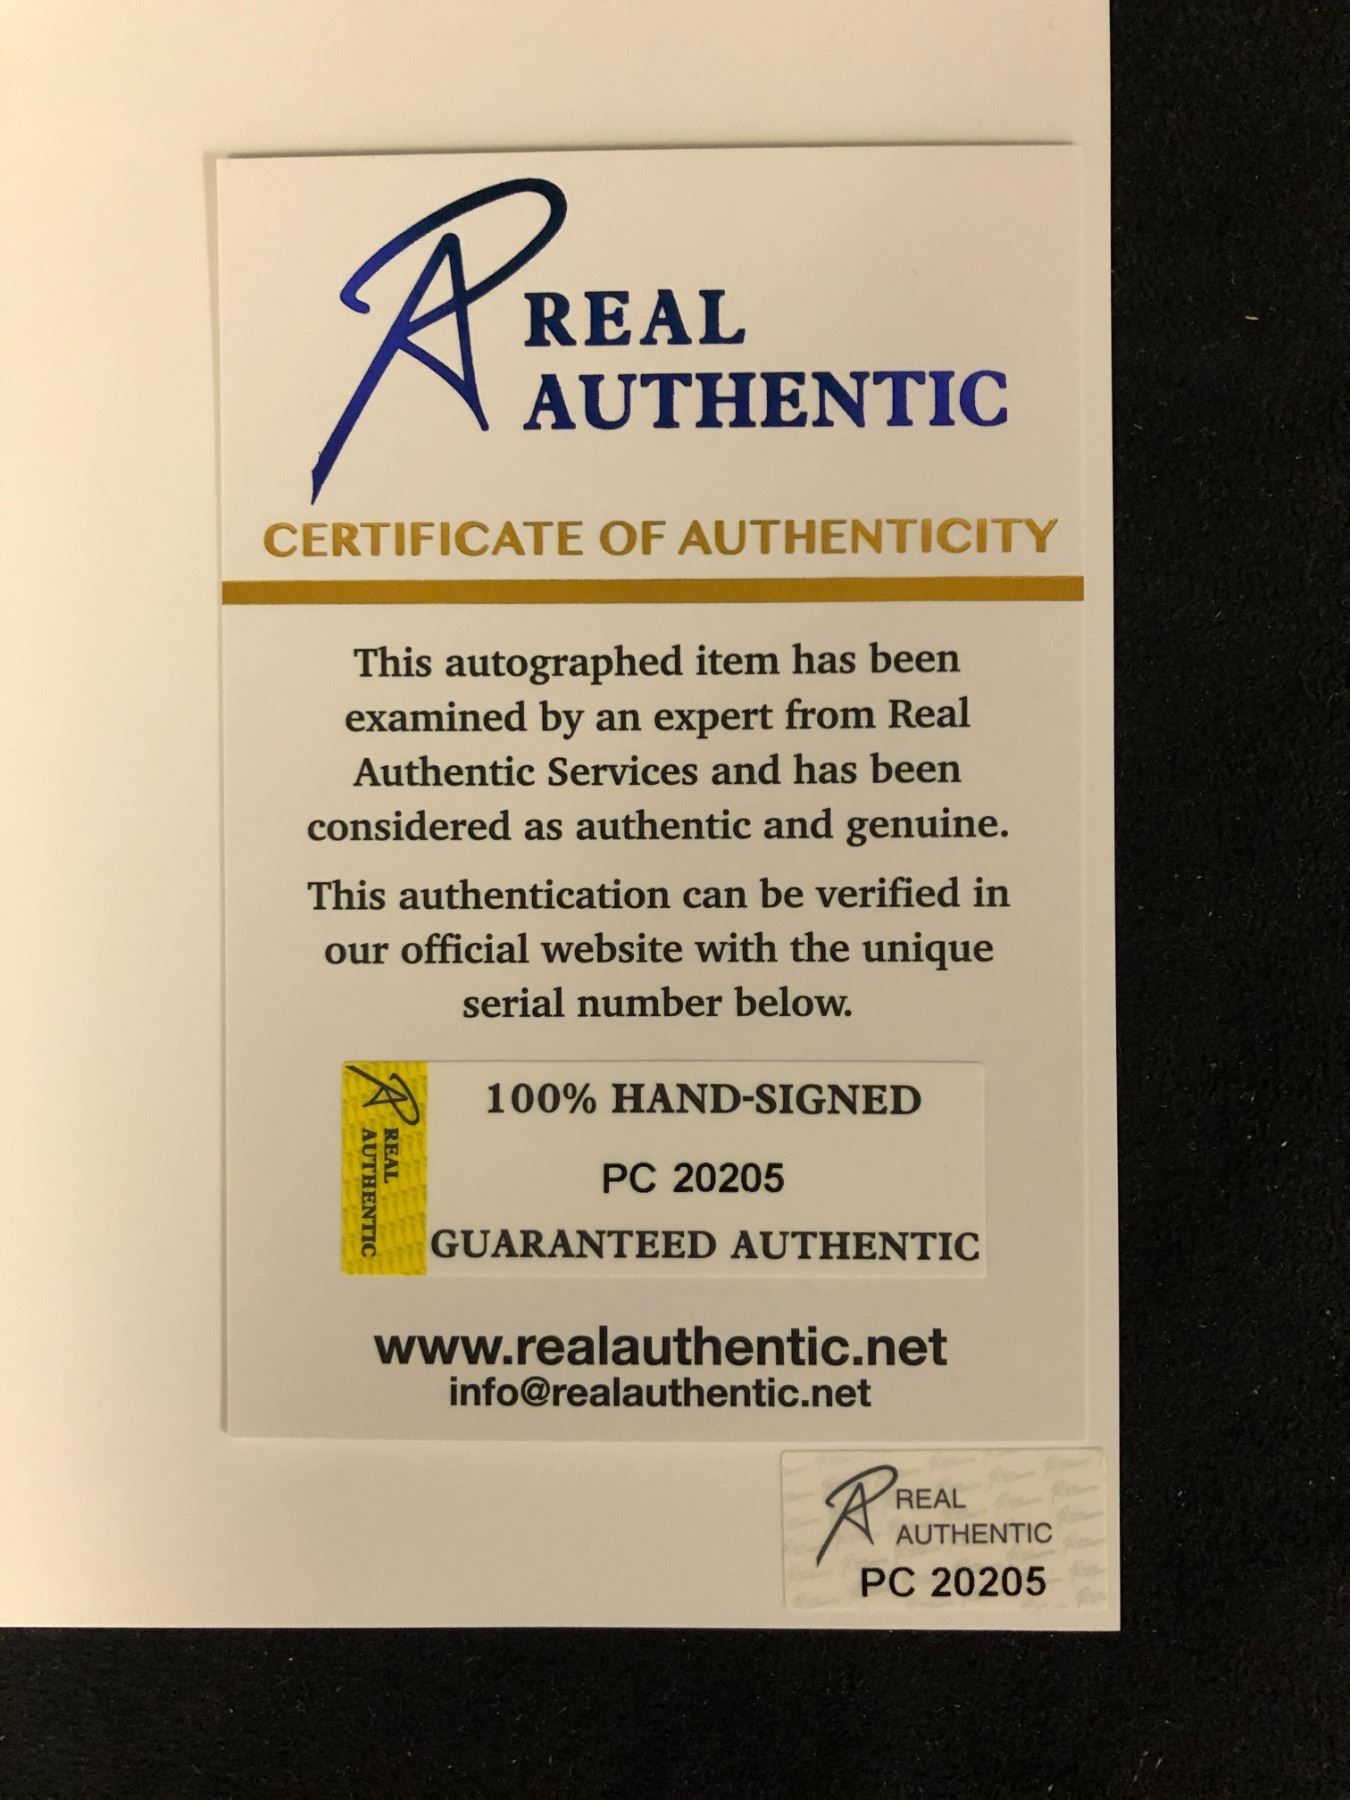 REAL
AUTHENTIC
CERTIFICATE OF AUTHENTICITY
This autographed item has been
examined by an expert from Real
Authentic Services and has been
considered as authentic and genuine.
This authentication can be verified in
our official website with the unique
serial number below.
REAL
AUTHENTIC
100% HAND-SIGNED
PC 20205
GUARANTEED AUTHENTIC
www.realauthentic.net
info@realauthentic.net
REAL
AUTHENTIC
PC 20205